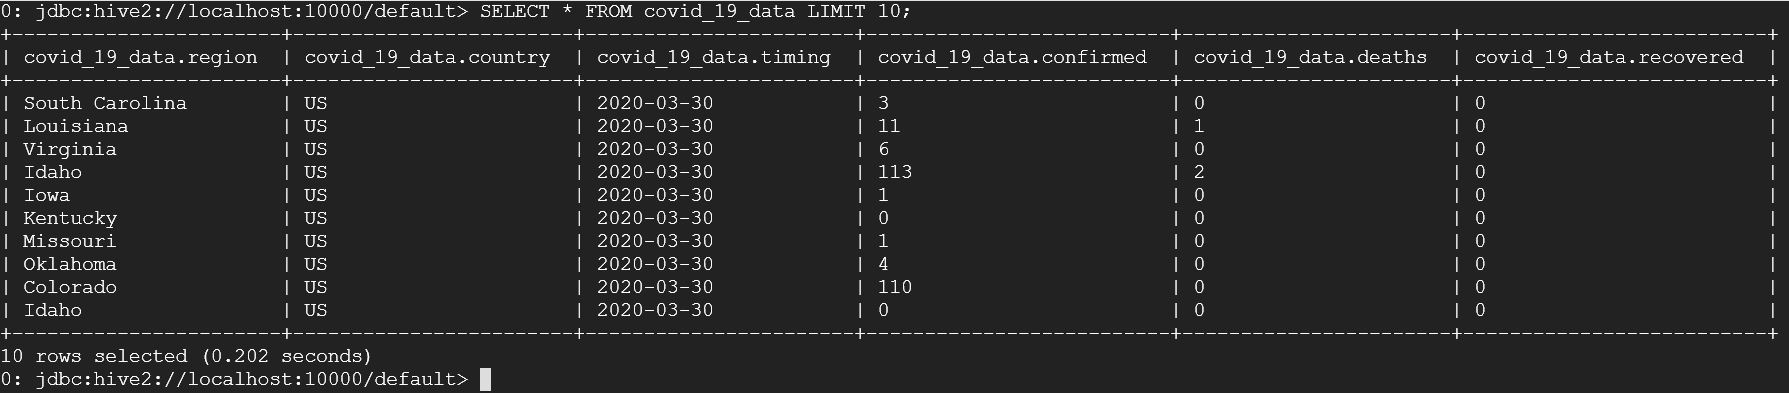 0: jdbc:hive2://localhost:10000/default> SELECT * FROM covid_19_data LIMIT 10;
+-----------------------+------------------------+-----------------------+--------------------------+-----------------------+--------------------------+
| covid_19_data.region | covid_19_data.country | covid_19_data.timing | covid_19_data.confirmed | covid_19_data.deaths | covid_19_data.recovered |
+-----------------------+------------------------+-----------------------+--------------------------+-----------------------+--------------------------+
| South Carolina | US | 2020-03-30 | 3 | 0 | 0 |
| Louisiana | US | 2020-03-30 | 11 | 1 | 0 |
| Virginia | US | 2020-03-30 | 6 | 0 | 0 |
| Idaho | US | 2020-03-30 | 113 | 2 | 0 |
| Iowa | US | 2020-03-30 | 1 | 0 | 0 |
| Kentucky | US | 2020-03-30 | 0 | 0 | 0 |
| Missouri | US | 2020-03-30 | 1 | 0 | 0 |
| Oklahoma | US | 2020-03-30 | 4 | 0 | 0 |
| Colorado | US | 2020-03-30 | 110 | 0 | 0 |
| Idaho | US | 2020-03-30 | 0 | 0 | 0 |
+-----------------------+------------------------+-----------------------+--------------------------+-----------------------+--------------------------+
10 rows selected (0.202 seconds)
0: jdbc:hive2://localhost:10000/default>